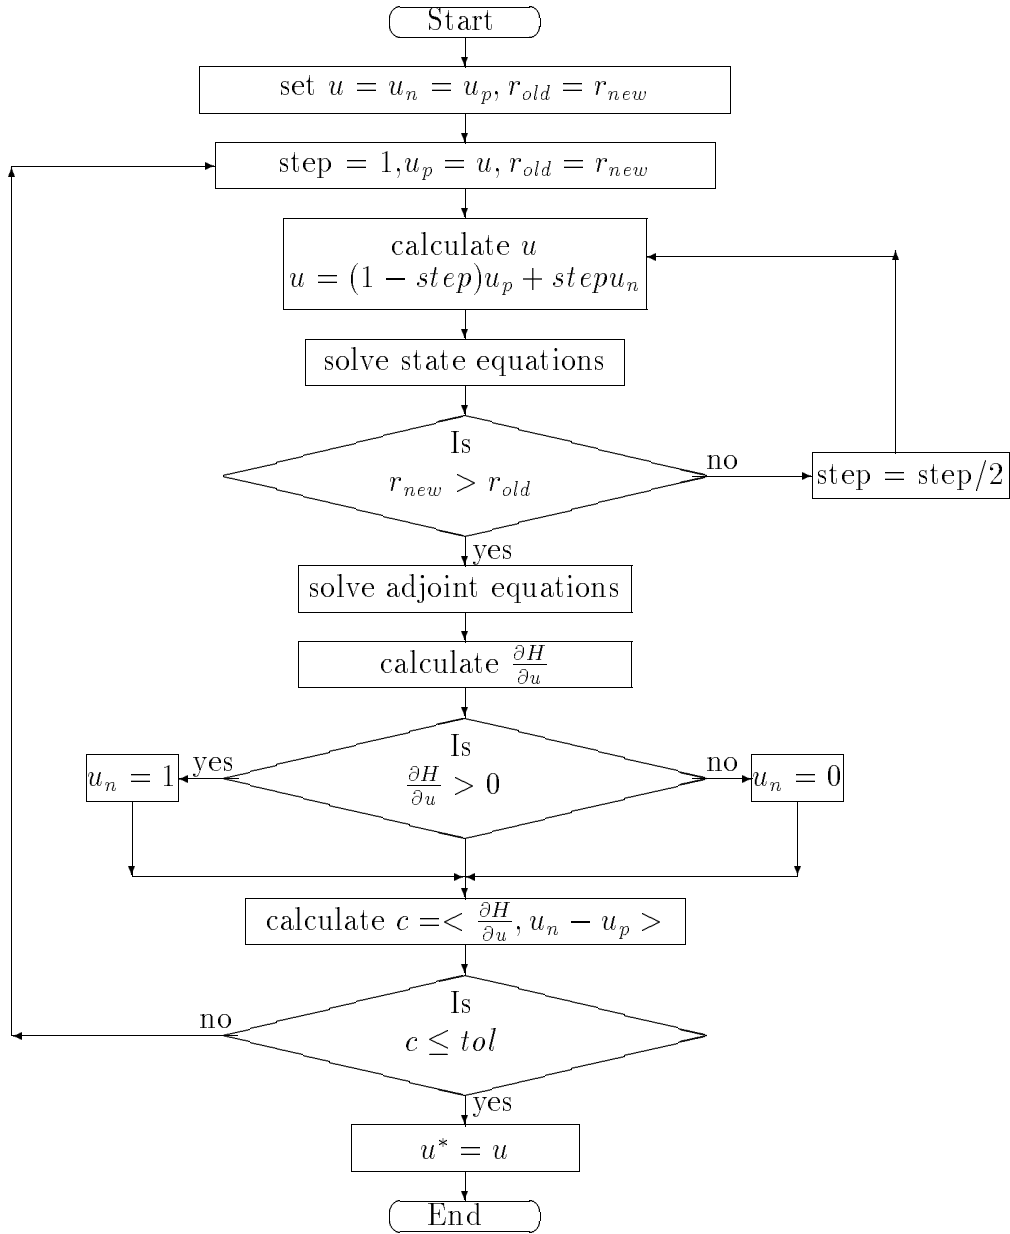 Start
set u = u_n = u_p, r_old = r_new
step = 1,u_p = u, r_old = r_new
calculate u
u = (1 − step)u_p + stepu_n
solve state equations
Is
r_new > r_old
no
step = step/2
yes
solve adjoint equations
calculate ∂H/∂u
Is
∂H/∂u > 0
yes
u_n = 1
no
u_n = 0
calculate c =< ∂H/∂u, u_n − u_p >
Is
c ≤ tol
no
yes
u* = u
End